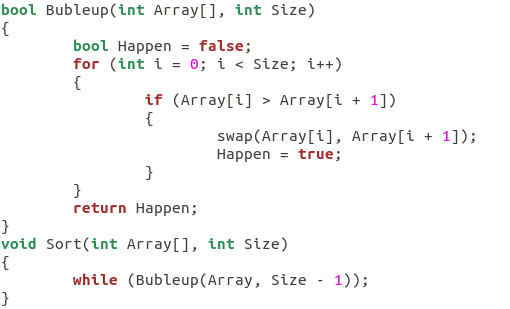 bool Bubleup(int Array[], int Size)
{
        bool Happen = false;
        for (int i = 0; i < Size; i++)
        {
                if (Array[i] > Array[i + 1])
                {
                        swap(Array[i], Array[i + 1]);
                        Happen = true;
                }
        }
        return Happen;
}
void Sort(int Array[], int Size)
{
        while (Bubleup(Array, Size - 1));
}